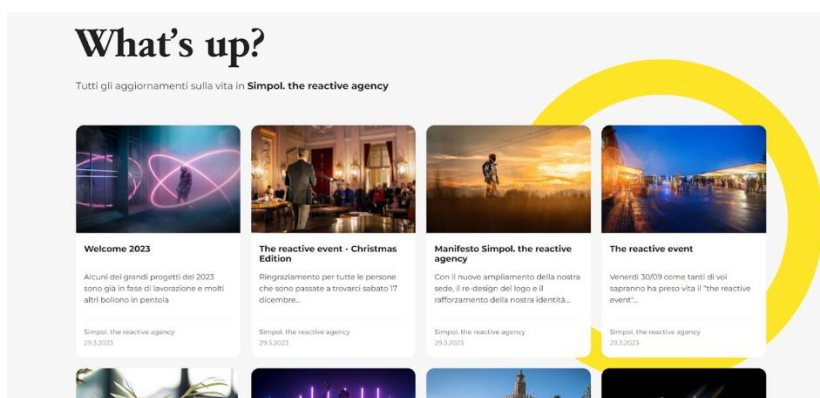 What's up?
Tutti gli aggiornamenti sulla vita in Simpol. the reactive agency
Welcome 2023
Alcuni dei grandi progetti del 2023
sono già in fase di lavorazione e molti
altri bollono in pentola
Simpol. the reactive agency
29.3.2023
The reactive event - Christmas
Edition
Ringraziamento per tutte le persone
che sono passate a trovarci sabato 17
dicembre...
Simpol. the reactive agency
29.3.2023
Manifesto Simpol. the reactive
agency
Con il nuovo ampliamento della nostra
sede, il re-design del logo e il
rafforzamento della nostra identità...
Simpol. the reactive agency
29.3.2023
The reactive event
Venerdì 30/09 come tanti di voi
sapranno ha preso vita il "the reactive
event"...
Simpol. the reactive agency
29.3.2023